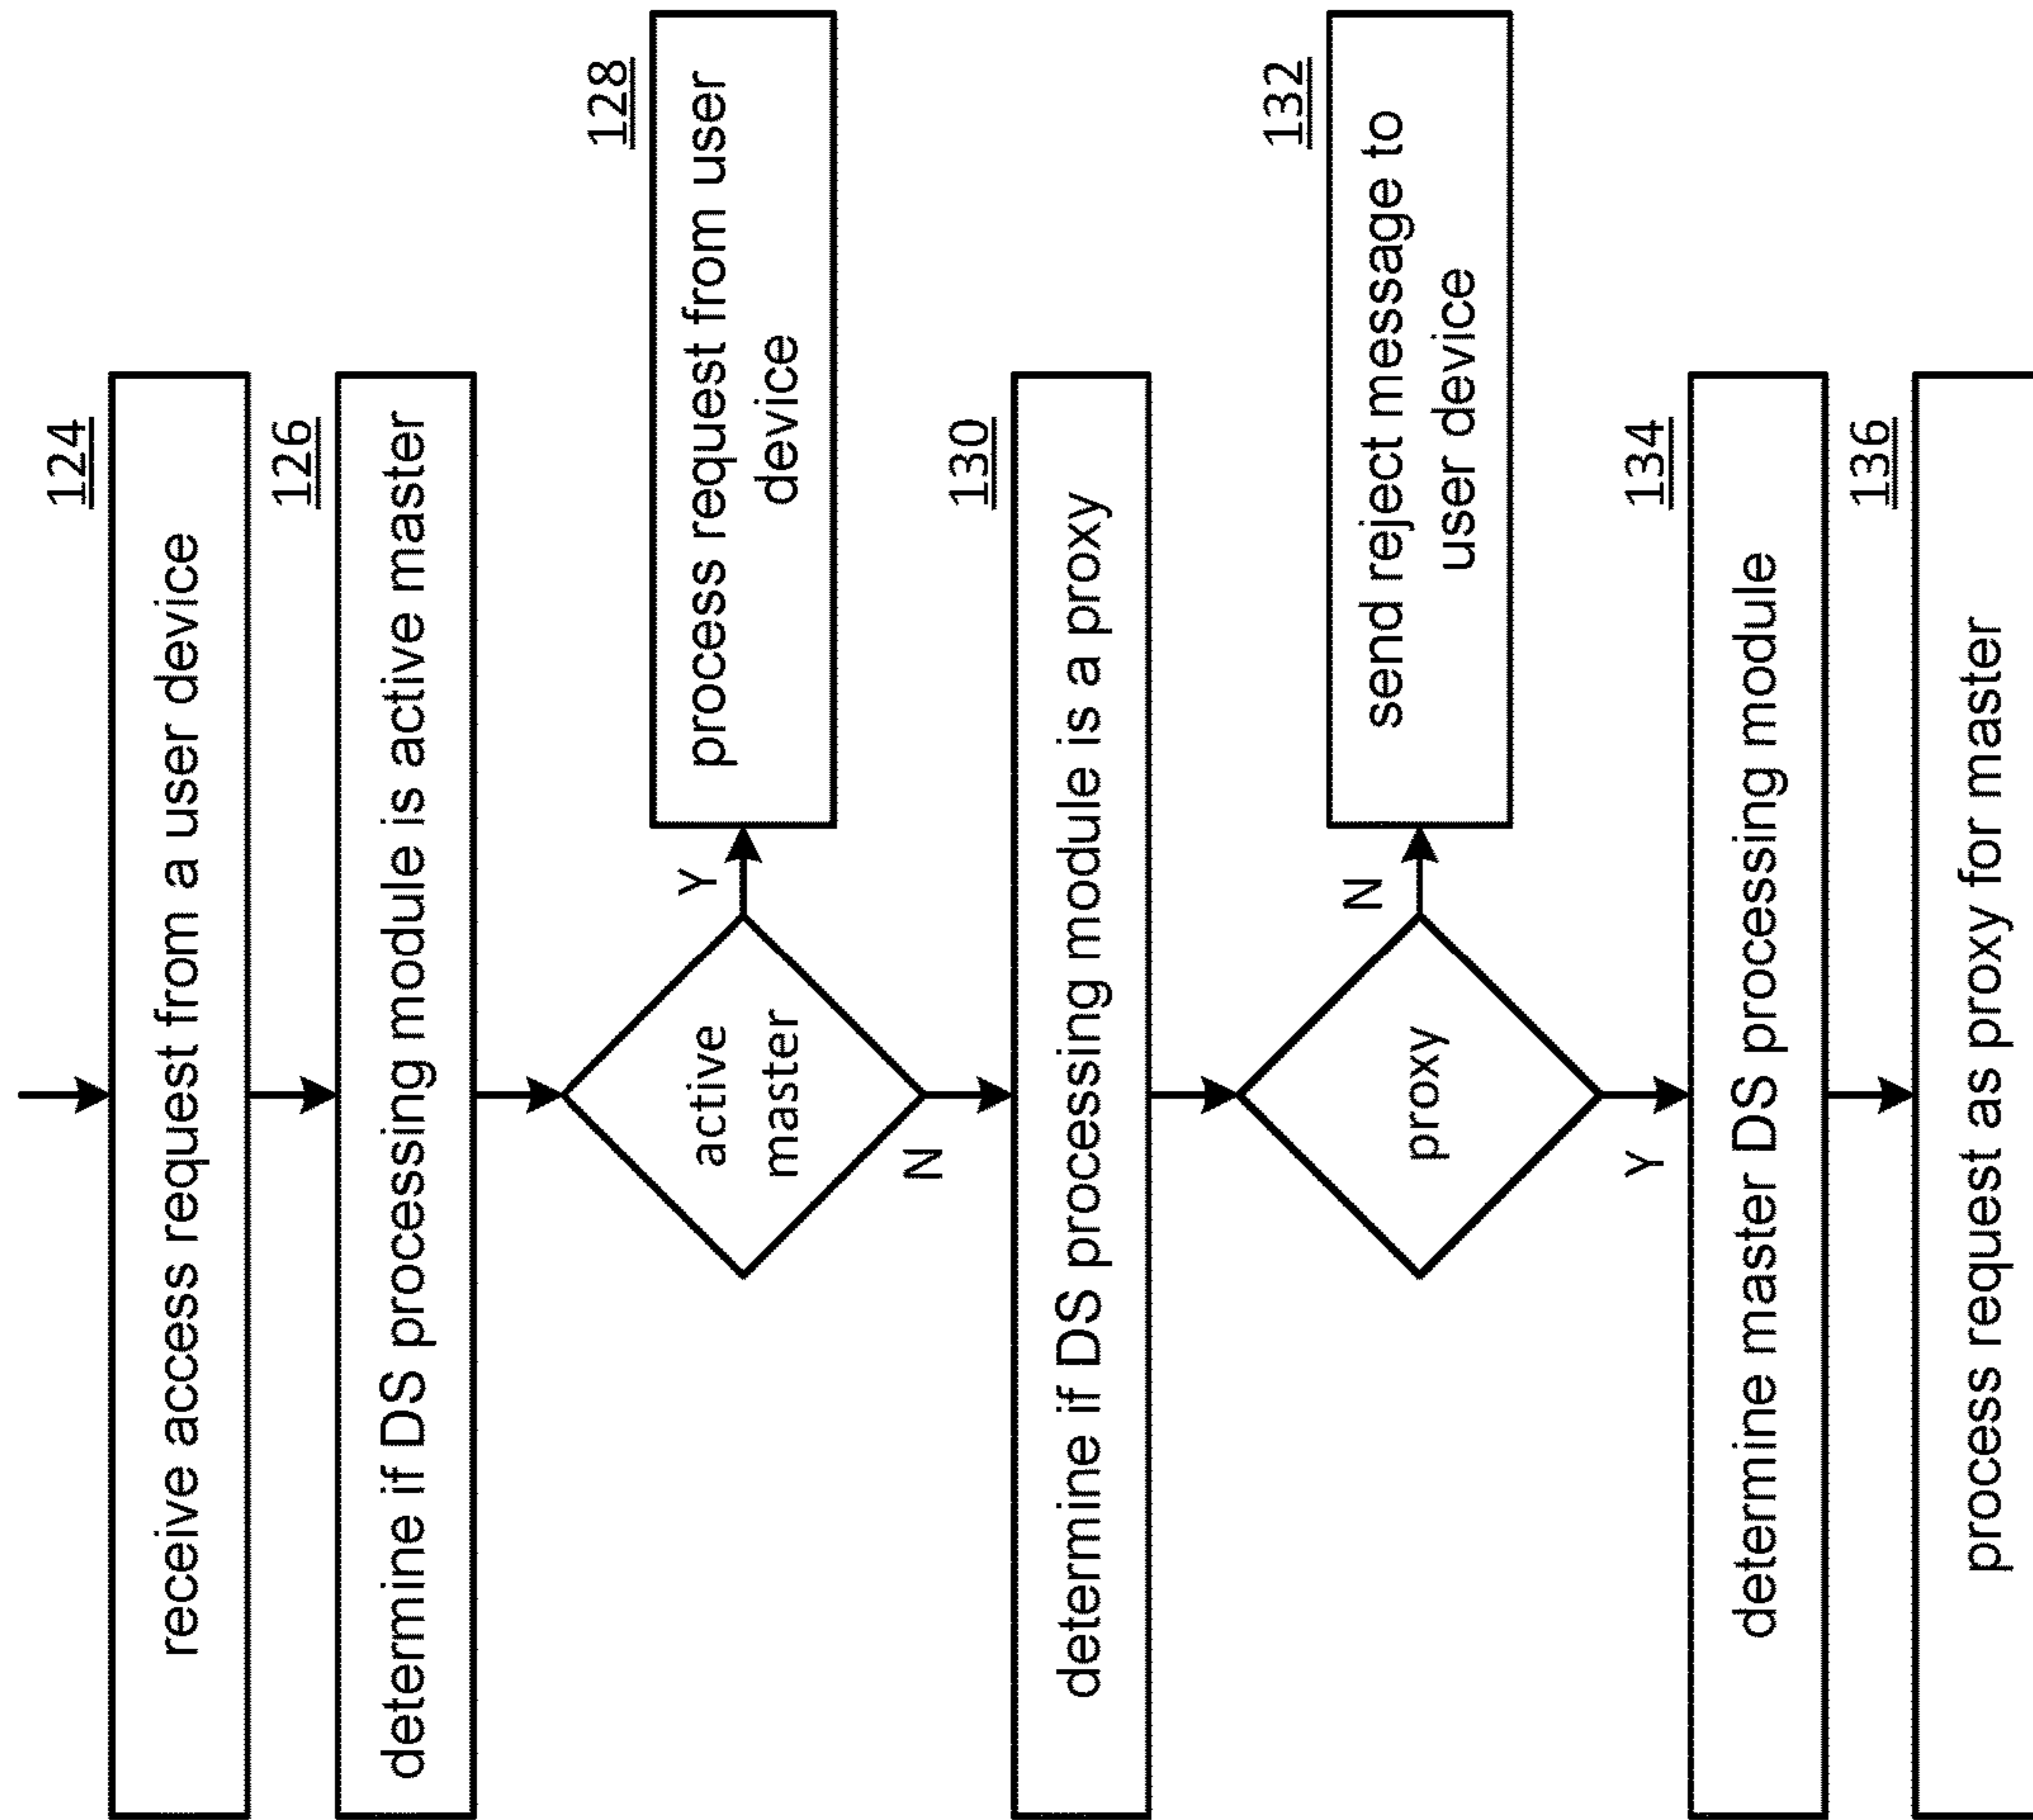 124
receive access request from a user device
126
determine if DS processing module is active master
active
master
Y
N
128
process request from user
device
130
determine if DS processing module is a proxy
proxy
N
Y
132
send reject message to
user device
134
determine master DS processing module
136
process request as proxy for master